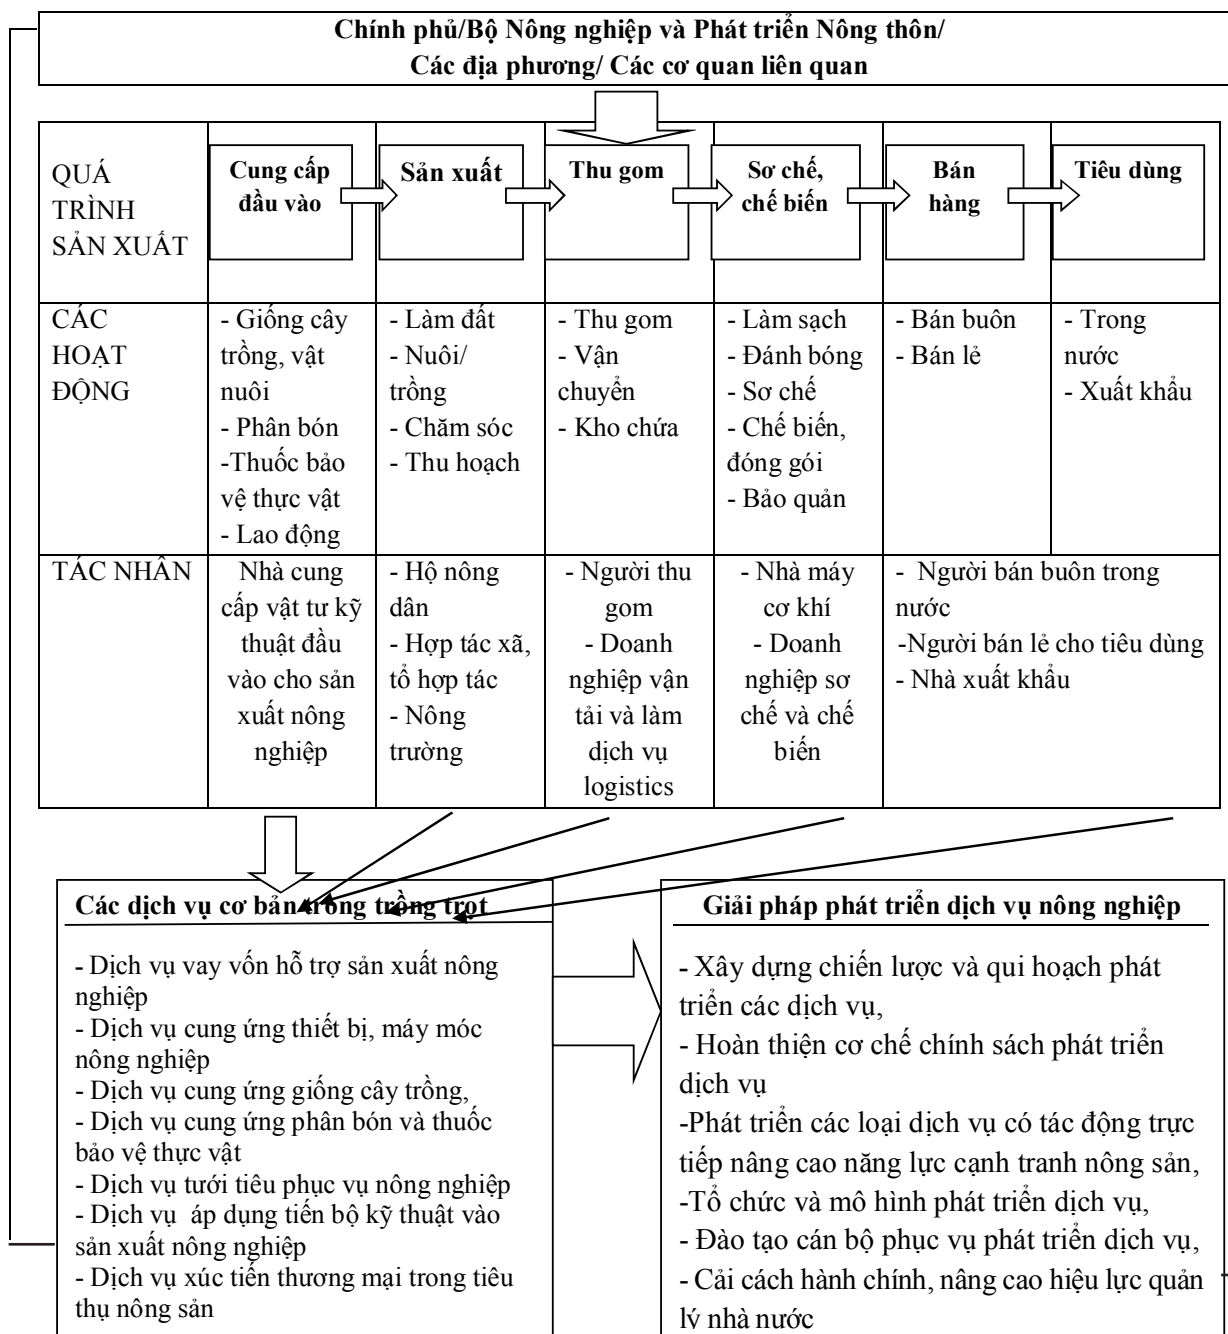 Chính phủ/Bộ Nông nghiệp và Phát triển Nông thôn/
Các địa phương/ Các cơ quan liên quan
QUÁ
TRÌNH
SẢN XUẤT
Cung cấp
đầu vào
Sản xuất
Thu gom
Sơ chế,
chế biến
Bán
hàng
Tiêu dùng
CÁC
HOẠT
ĐỘNG
- Giống cây
trồng, vật
nuôi
- Phân bón
-Thuốc bảo
vệ thực vật
- Lao động
- Làm đất
- Nuôi/
trồng
- Chăm sóc
- Thu hoạch
- Thu gom
- Vận
chuyển
- Kho chứa
- Làm sạch
- Đánh bóng
- Sơ chế
- Chế biến,
đóng gói
- Bảo quản
- Bán buôn
- Bán lẻ
- Trong
nước
- Xuất khẩu
TÁC NHÂN
Nhà cung
cấp vật tư kỹ
thuật đầu
vào cho sản
xuất nông
nghiệp
- Hộ nông
dân
- Hợp tác xã,
tổ hợp tác
- Nông
trường
- Người thu
gom
- Doanh
nghiệp vận
tải và làm
dịch vụ
logistics
- Nhà máy
cơ khí
- Doanh
nghiệp sơ
chế và chế
biến
- Người bán buôn trong
nước
-Người bán lẻ cho tiêu dùng
- Nhà xuất khẩu
Các dịch vụ cơ bản trong trồng trọt
- Dịch vụ vay vốn hỗ trợ sản xuất nông
nghiệp
- Dịch vụ cung ứng thiết bị, máy móc
nông nghiệp
- Dịch vụ cung ứng giống cây trồng,
- Dịch vụ cung ứng phân bón và thuốc
bảo vệ thực vật
- Dịch vụ tưới tiêu phục vụ nông nghiệp
- Dịch vụ áp dụng tiến bộ kỹ thuật vào
sản xuất nông nghiệp
- Dịch vụ xúc tiến thương mại trong tiêu
thụ nông sản
Giải pháp phát triển dịch vụ nông nghiệp
- Xây dựng chiến lược và qui hoạch phát
triển các dịch vụ,
- Hoàn thiện cơ chế chính sách phát triển
dịch vụ
-Phát triển các loại dịch vụ có tác động trực
tiếp nâng cao năng lực cạnh tranh nông sản,
-Tổ chức và mô hình phát triển dịch vụ,
- Đào tạo cán bộ phục vụ phát triển dịch vụ,
- Cải cách hành chính, nâng cao hiệu lực quản
lý nhà nước